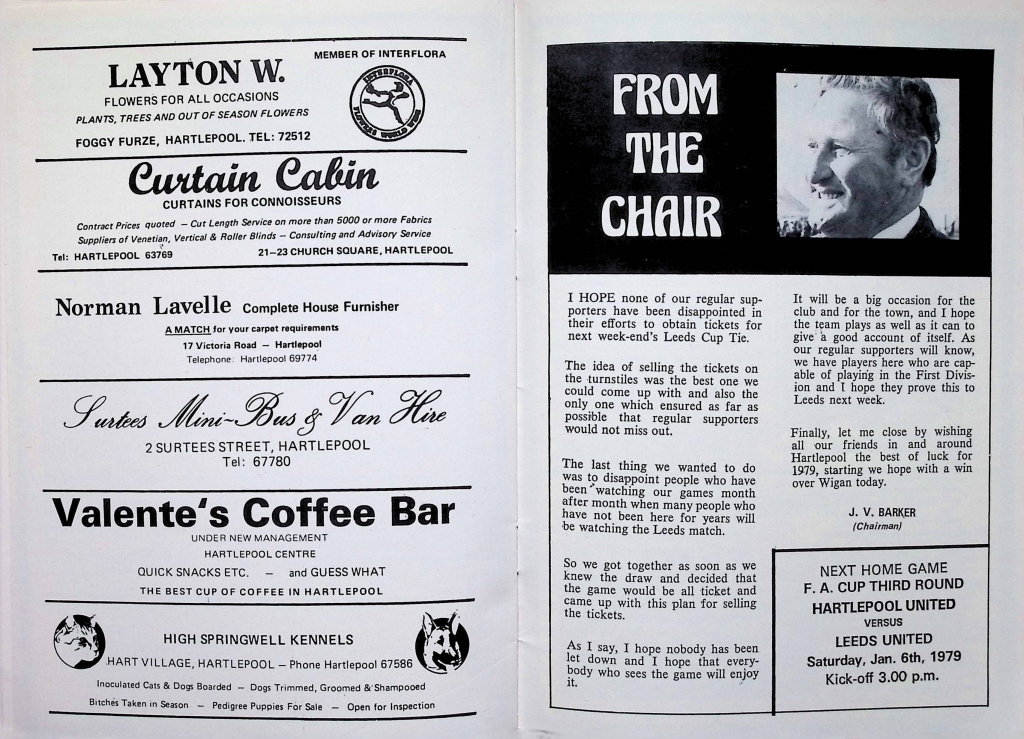 LAYTON W.
MEMBER OF INTERFLORA
FLOWERS FOR ALL OCCASIONS
PLANTS, TREES AND OUT OF SEASON FLOWERS
FOGGY FURZE, HARTLEPOOL. TEL: 72512
INTERFLORA
FLOWERS WORLD WIDE
Curtain Cabin
CURTAINS FOR CONNOISSEURS
Contract Prices quoted — Cut Length Service on more than 5000 or more Fabrics
Suppliers of Venetian, Vertical & Roller Blinds — Consulting and Advisory Service
Tel: HARTLEPOOL 63769
21–23 CHURCH SQUARE, HARTLEPOOL
Norman Lavelle Complete House Furnisher
A MATCH for your carpet requirements
17 Victoria Road — Hartlepool
Telephone: Hartlepool 69774
Surtees Mini-Bus & Van Hire
2 SURTEES STREET, HARTLEPOOL
Tel: 67780
Valente's Coffee Bar
UNDER NEW MANAGEMENT
HARTLEPOOL CENTRE
QUICK SNACKS ETC. — and GUESS WHAT
THE BEST CUP OF COFFEE IN HARTLEPOOL
HIGH SPRINGWELL KENNELS
HART VILLAGE, HARTLEPOOL — Phone Hartlepool 67586
Inoculated Cats & Dogs Boarded — Dogs Trimmed, Groomed & Shampooed
Bitches Taken in Season — Pedigree Puppies For Sale — Open for Inspection
FROM
THE
CHAIR
I HOPE none of our regular sup-
porters have been disappointed in
their efforts to obtain tickets for
next week-end's Leeds Cup Tie.
The idea of selling the tickets on
the turnstiles was the best one we
could come up with and also the
only one which ensured as far as
possible that regular supporters
would not miss out.
The last thing we wanted to do
was to disappoint people who have
been watching our games month
after month when many people who
have not been here for years will
be watching the Leeds match.
So we got together as soon as we
knew the draw and decided that
the game would be all ticket and
came up with this plan for selling
the tickets.
As I say, I hope nobody has been
let down and I hope that every-
body who sees the game will enjoy
it.
It will be a big occasion for the
club and for the town, and I hope
the team plays as well as it can to
give a good account of itself. As
our regular supporters will know,
we have players here who are cap-
able of playing in the First Divis-
ion and I hope they prove this to
Leeds next week.
Finally, let me close by wishing
all our friends in and around
Hartlepool the best of luck for
1979, starting we hope with a win
over Wigan today.
J. V. BARKER
(Chairman)
NEXT HOME GAME
F. A. CUP THIRD ROUND
HARTLEPOOL UNITED
VERSUS
LEEDS UNITED
Saturday, Jan. 6th, 1979
Kick-off 3.00 p.m.